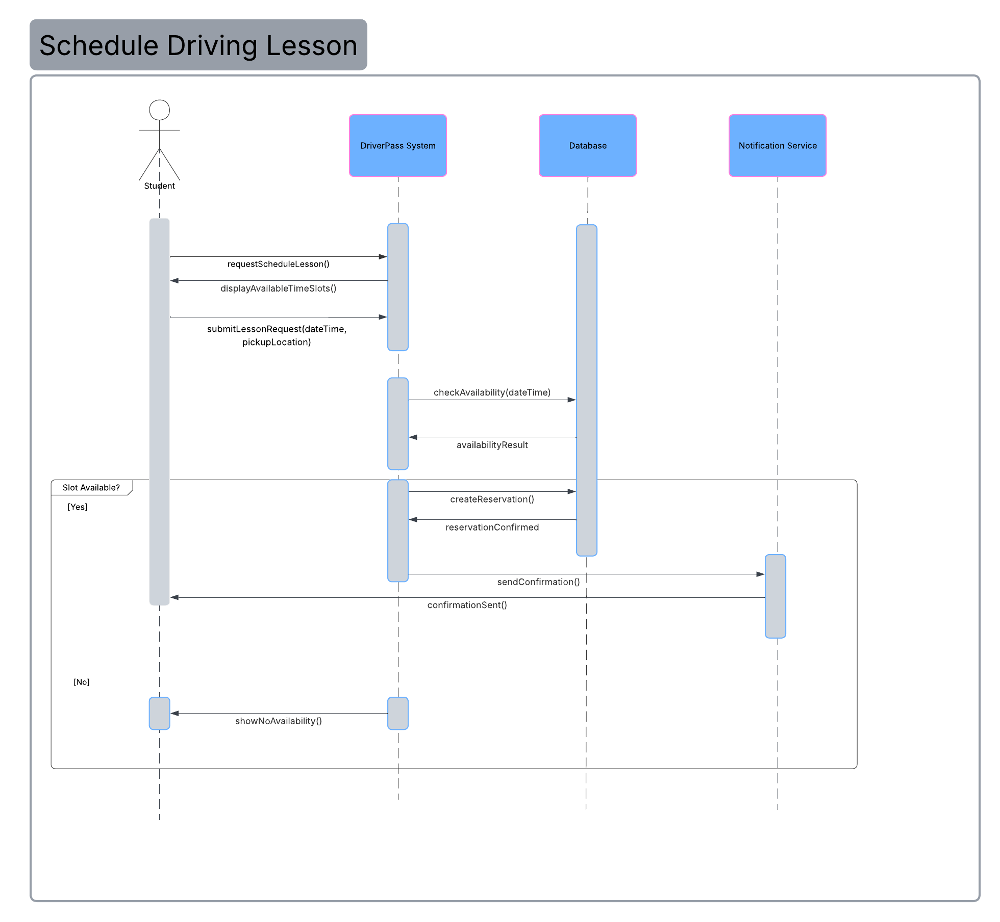 Schedule Driving Lesson
Student
DriverPass System
Database
Notification Service
requestScheduleLesson()
displayAvailableTimeSlots()
submitLessonRequest(dateTime,
pickupLocation)
checkAvailability(dateTime)
availabilityResult
Slot Available?
[Yes]
createReservation()
reservationConfirmed
sendConfirmation()
confirmationSent()
[No]
showNoAvailability()